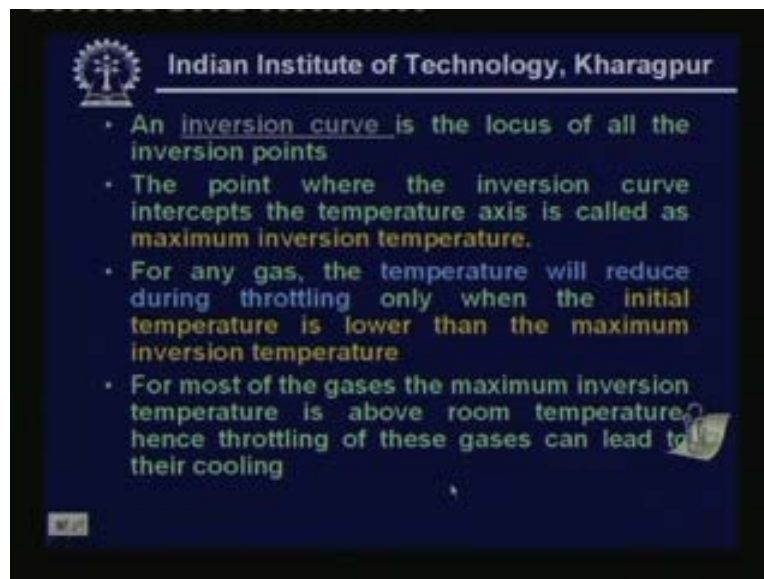 Indian Institute of Technology, Kharagpur
• An inversion curve is the locus of all the
inversion points
• The point where the inversion curve
intercepts the temperature axis is called as
maximum inversion temperature.
• For any gas, the temperature will reduce
during throttling only when the initial
temperature is lower than the maximum
inversion temperature
• For most of the gases the maximum inversion
temperature is above room temperature,
hence throttling of these gases can lead to
their cooling